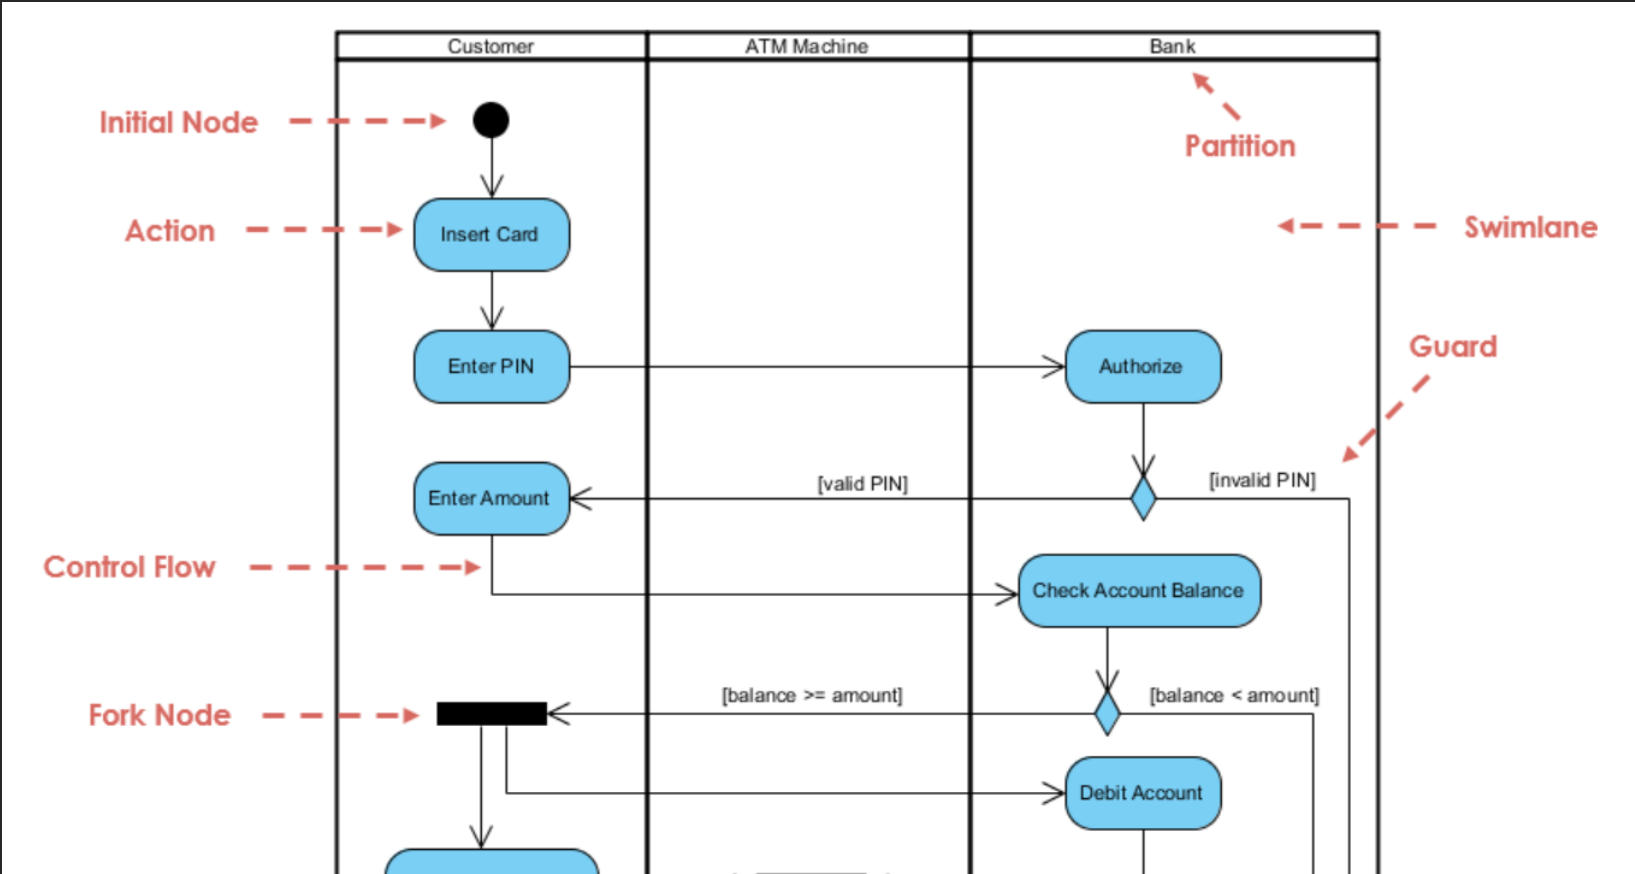 Customer
ATM Machine
Bank
Initial Node
Partition
Action
Insert Card
Swimlane
Enter PIN
Authorize
Guard
Enter Amount
[valid PIN]
[invalid PIN]
Control Flow
Check Account Balance
Fork Node
[balance >= amount]
[balance < amount]
Debit Account